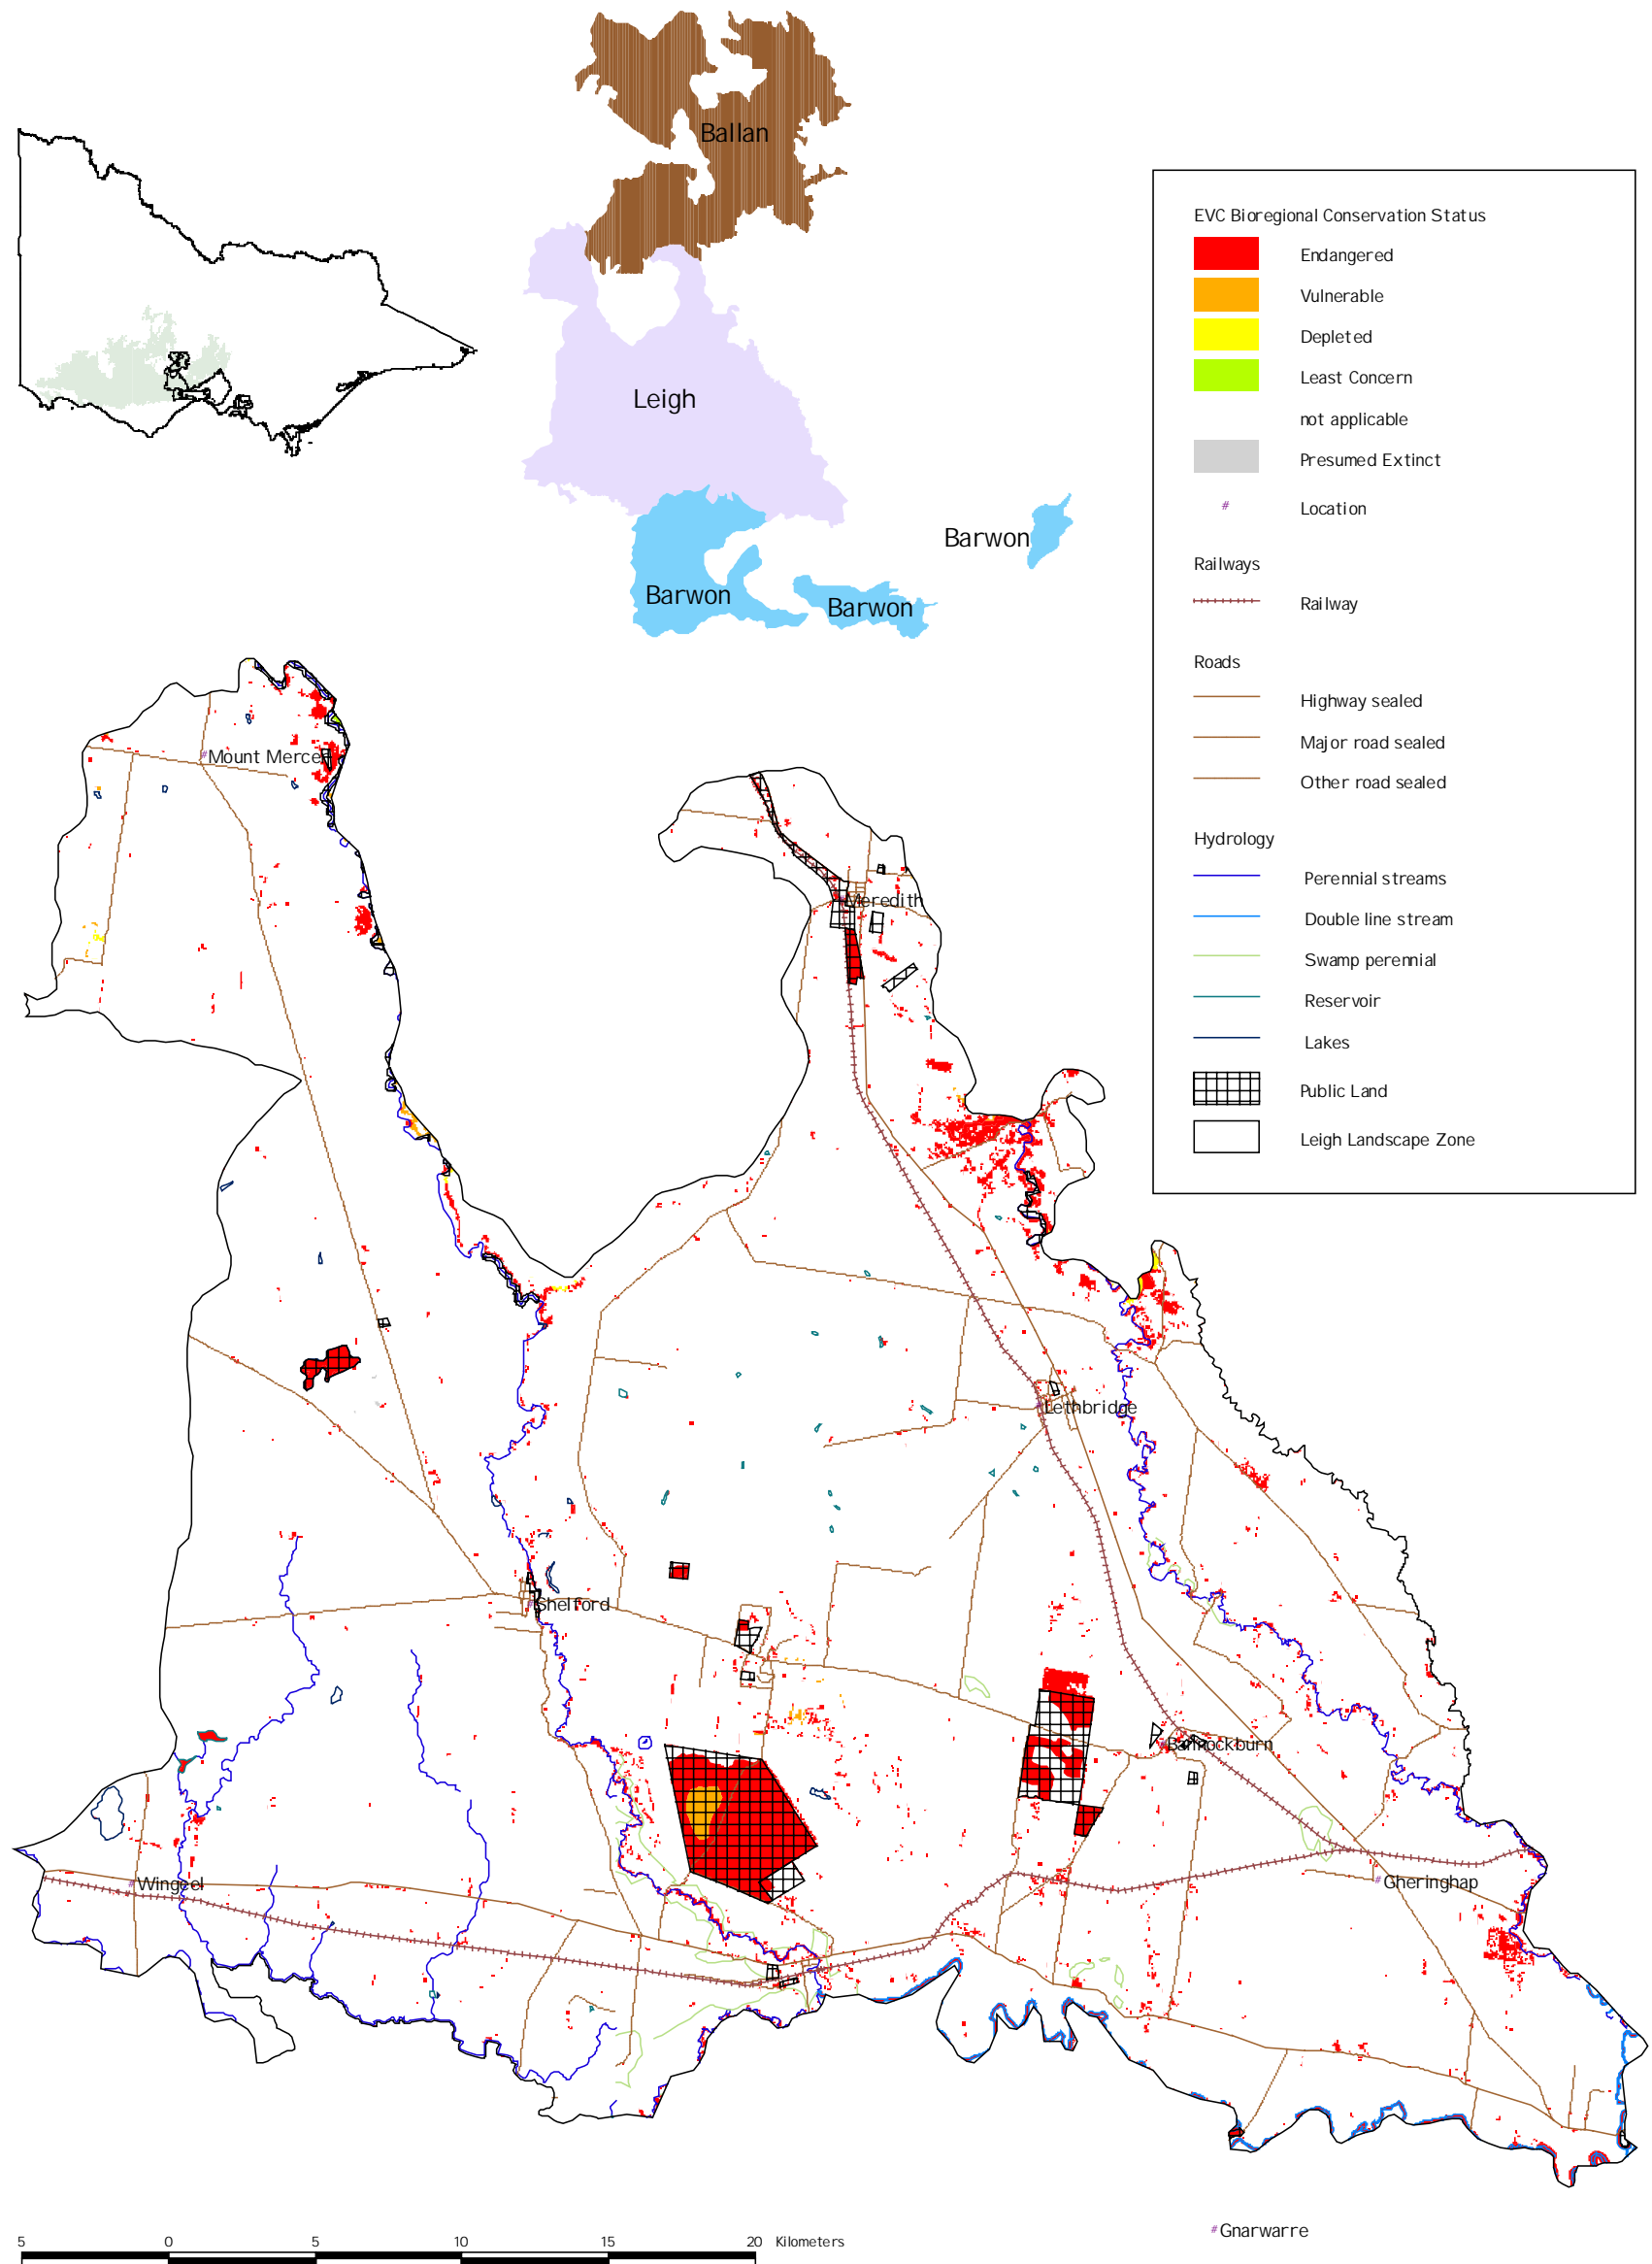 Ballan
Leigh
Barwon
Barwon
Barwon
EVC Bioregional Conservation Status
Endangered
Vulnerable
Depleted
Least Concern
not applicable
Presumed Extinct
# Location
Railways
Railway
Roads
Highway sealed
Major road sealed
Other road sealed
Hydrology
Perennial streams
Double line stream
Swamp perennial
Reservoir
Lakes
Public Land
Leigh Landscape Zone
# Mount Mercer
Meredith
Lethbridge
Shelford
Bannockburn
# Wingeel
# Gheringhap
# Gnarwarre
5 0 5 10 15 20 Kilometers